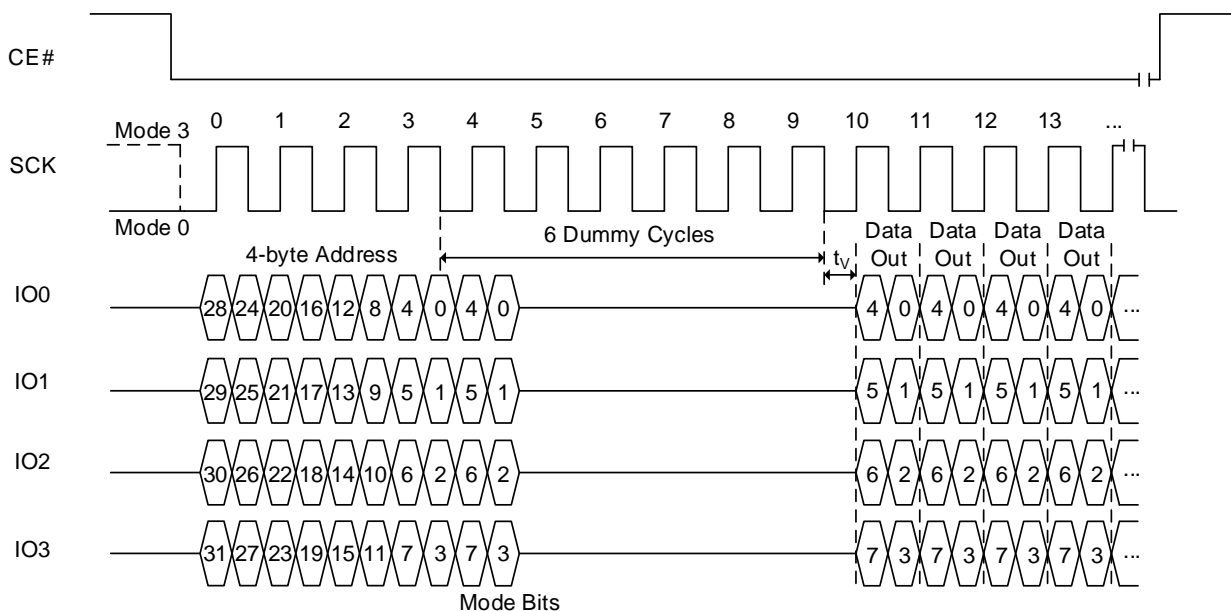 CE#
0 1 2 3 4 5 6 7 8 9 10 11 12 13 ...
Mode 3
SCK
Mode 0
6 Dummy Cycles
Data Data Data Data
4-byte Address
tV
Out Out Out Out
IO0
28 24 20 16 12 8 4 0 4 0 4 0 4 0 4 0 4 0 ...
IO1
29 25 21 17 13 9 5 1 5 1 5 1 5 1 5 1 5 1 ...
IO2
30 26 22 18 14 10 6 2 6 2 6 2 6 2 6 2 6 2 ...
IO3
31 27 23 19 15 11 7 3 7 3 7 3 7 3 7 3 7 3 ...
Mode Bits